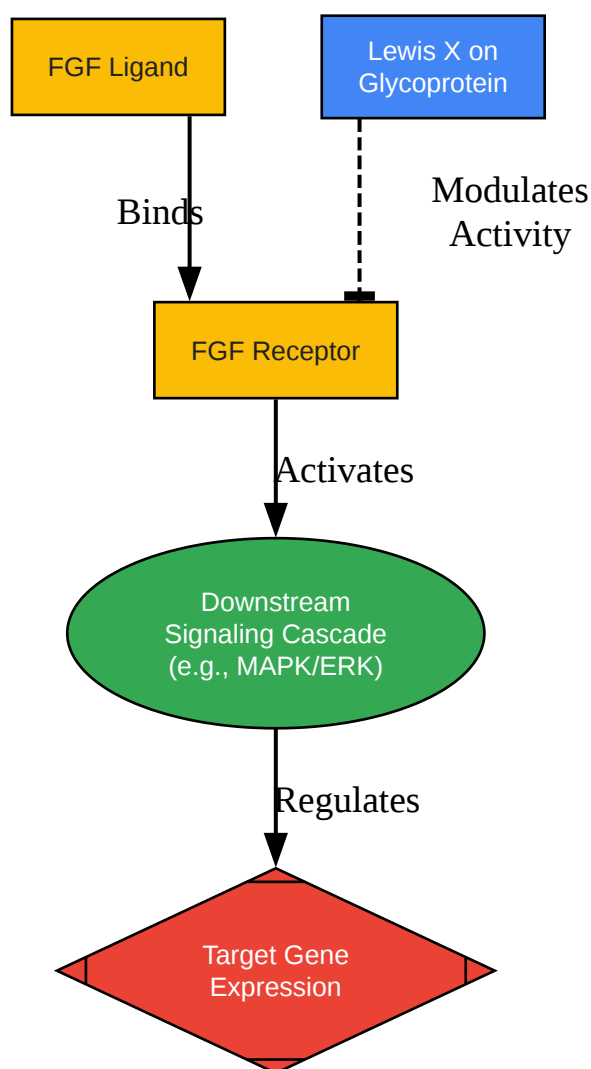 FGF Ligand
Lewis X on
Glycoprotein
Binds
Modulates
Activity
FGF Receptor
Activates
Downstream
Signaling Cascade
(e.g., MAPK/ERK)
Regulates
Target Gene
Expression